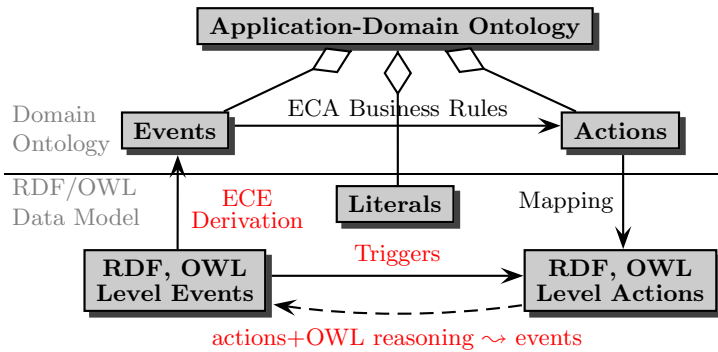 Application-Domain Ontology
Domain
Ontology
ECA Business Rules
Events
Actions
RDF/OWL
Data Model
ECE
Derivation
Literals
Mapping
RDF, OWL
Level Events
Triggers
RDF, OWL
Level Actions
actions+OWL reasoning ⤳ events